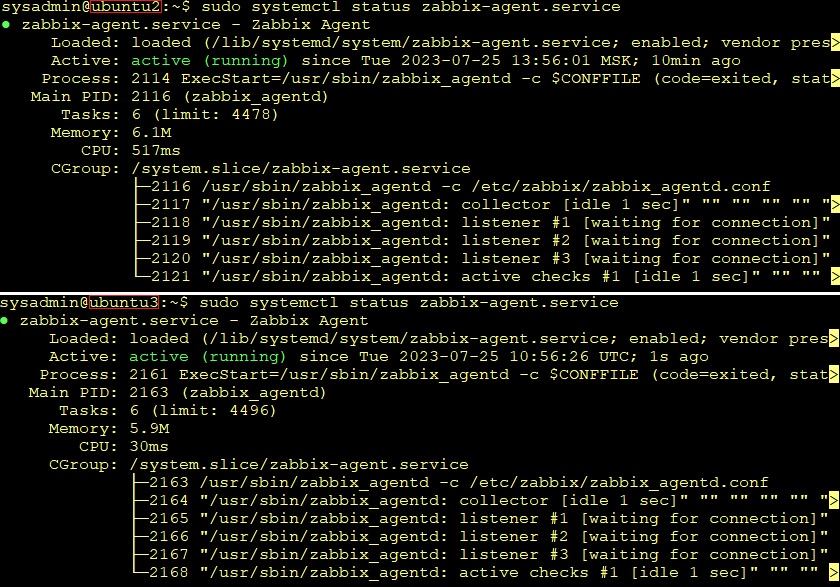 sysadmin@ubuntu2:~$ sudo systemctl status zabbix-agent.service
● zabbix-agent.service - Zabbix Agent
     Loaded: loaded (/lib/systemd/system/zabbix-agent.service; enabled; vendor pres>
     Active: active (running) since Tue 2023-07-25 13:56:01 MSK; 10min ago
    Process: 2114 ExecStart=/usr/sbin/zabbix_agentd -c $CONFFILE (code=exited, stat>
   Main PID: 2116 (zabbix_agentd)
      Tasks: 6 (limit: 4478)
     Memory: 6.1M
        CPU: 517ms
     CGroup: /system.slice/zabbix-agent.service
             ├─2116 /usr/sbin/zabbix_agentd -c /etc/zabbix/zabbix_agentd.conf
             ├─2117 "/usr/sbin/zabbix_agentd: collector [idle 1 sec]" "" "" "" "" ">
             ├─2118 "/usr/sbin/zabbix_agentd: listener #1 [waiting for connection]"
             ├─2119 "/usr/sbin/zabbix_agentd: listener #2 [waiting for connection]"
             ├─2120 "/usr/sbin/zabbix_agentd: listener #3 [waiting for connection]"
             └─2121 "/usr/sbin/zabbix_agentd: active checks #1 [idle 1 sec]" "" "" >
sysadmin@ubuntu3:~$ sudo systemctl status zabbix-agent.service
● zabbix-agent.service - Zabbix Agent
     Loaded: loaded (/lib/systemd/system/zabbix-agent.service; enabled; vendor pres>
     Active: active (running) since Tue 2023-07-25 10:56:26 UTC; 1s ago
    Process: 2161 ExecStart=/usr/sbin/zabbix_agentd -c $CONFFILE (code=exited, stat>
   Main PID: 2163 (zabbix_agentd)
      Tasks: 6 (limit: 4496)
     Memory: 5.9M
        CPU: 30ms
     CGroup: /system.slice/zabbix-agent.service
             ├─2163 /usr/sbin/zabbix_agentd -c /etc/zabbix/zabbix_agentd.conf
             ├─2164 "/usr/sbin/zabbix_agentd: collector [idle 1 sec]" "" "" "" "" ">
             ├─2165 "/usr/sbin/zabbix_agentd: listener #1 [waiting for connection]"
             ├─2166 "/usr/sbin/zabbix_agentd: listener #2 [waiting for connection]"
             ├─2167 "/usr/sbin/zabbix_agentd: listener #3 [waiting for connection]"
             └─2168 "/usr/sbin/zabbix_agentd: active checks #1 [idle 1 sec]" "" "" >